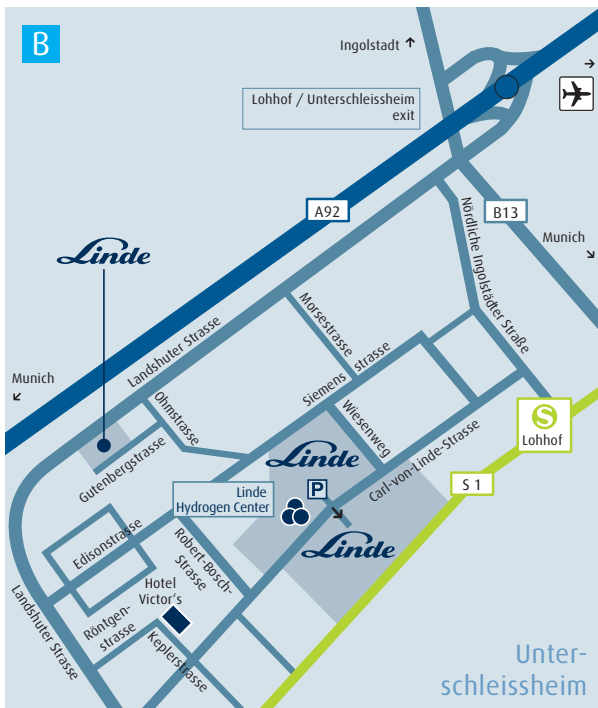 B
Ingolstadt ↑
→
Lohhof / Unterschleissheim
exit
A92
B13
Nördliche Ingolstädter Straße
Munich
↘
Linde
Landshuter Strasse
Morsestrasse
Siemensstrasse
Munich
↙
Ohmstrasse
Wiesenweg
S
Lohhof
Gutenbergstrasse
Linde
Carl-von-Linde-Strasse
S 1
P
Linde
Hydrogen Center
Linde
Edisonstrasse
Robert-Bosch-
Strasse
Hotel
Victor's
Landshuter Strasse
Röntgen-
strasse
Keplerstrasse
Unter-
schleissheim